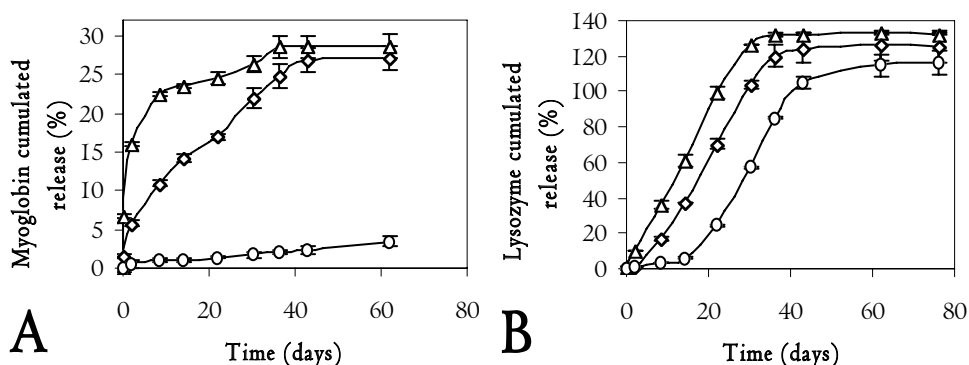 Myoglobin cumulated
release (%)
30
25
20
15
10
5
0
0 20 40 60 80
Time (days)
A
Lysozyme cumulated
release (%)
140
120
100
80
60
40
20
0
0 20 40 60 80
Time (days)
B